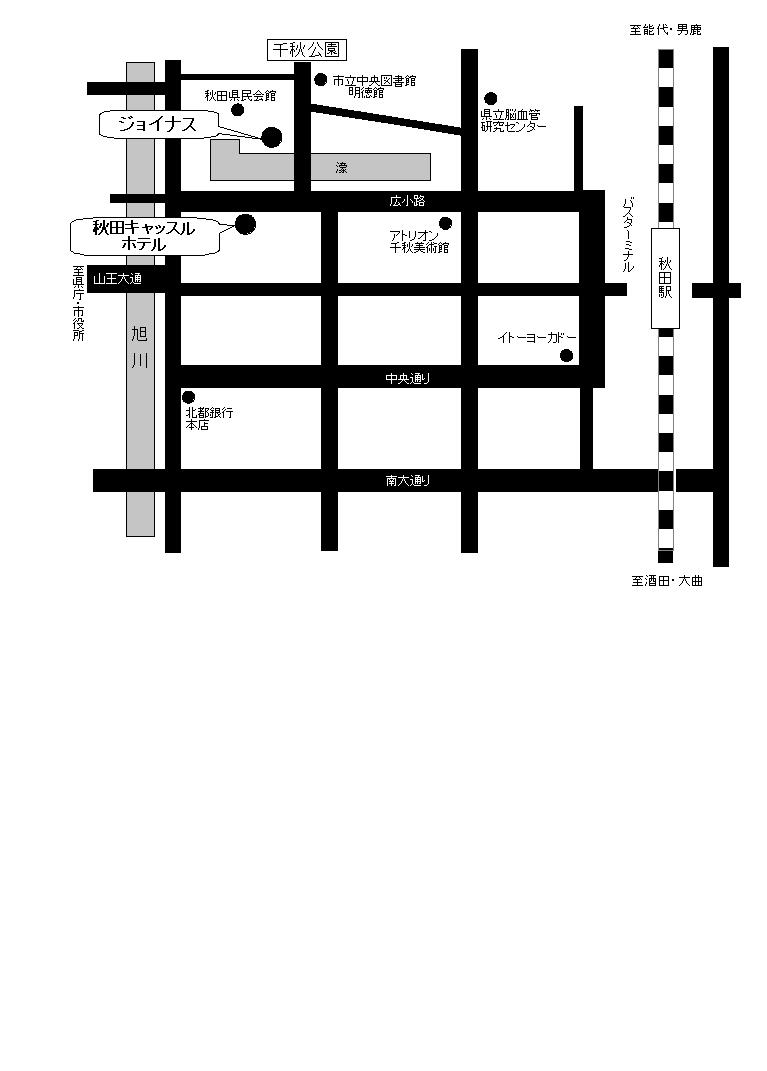 至能代・男鹿
千秋公園
市立中央図書館
明徳館
秋田県民会館
県立脳血管
研究センター
ジョイナス
濠
広小路
バスターミナル
秋田キャッスル
ホテル
アトリオン
千秋美術館
秋田駅
山王大通
至県庁・市役所
旭川
イトーヨーカドー
中央通り
北都銀行
本店
南大通り
至酒田・大曲